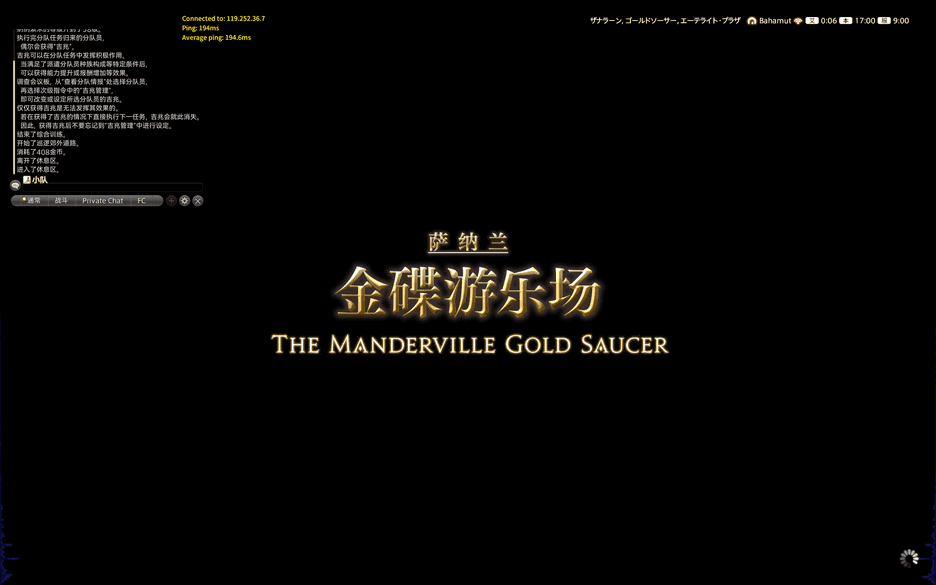 Connected to: 119.252.36.7
Ping: 194ms
Average ping: 194.6ms
ザナラーン, ゴールドソーサー, エーテライト・プラザ Bahamut 0:06 17:00 9:00
执行完分队任务归来的分队员,
偶尔会获得“吉兆”。
吉兆可以在分队任务中发挥积极作用。
当满足了派遣分队员种族构成等特定条件后,
可以获得能力提升或报酬增加等效果。
调查会议板, 从“查看分队情报”处选择分队员,
再选择次级指令中的“吉兆管理”,
即可改变或设定所选分队员的吉兆。
仅仅获得吉兆是无法发挥其效果的。
若在获得了吉兆的情况下直接执行下一任务, 吉兆会就此消失。
因此, 获得吉兆后不要忘记到“吉兆管理”中进行设定。
结束了综合训练。
开始了巡逻郊外道路。
消耗了408金币。
离开了休息区。
进入了休息区。
小队
通常 战斗 Private Chat FC
萨纳兰
金碟游乐场
THE MANDERVILLE GOLD SAUCER